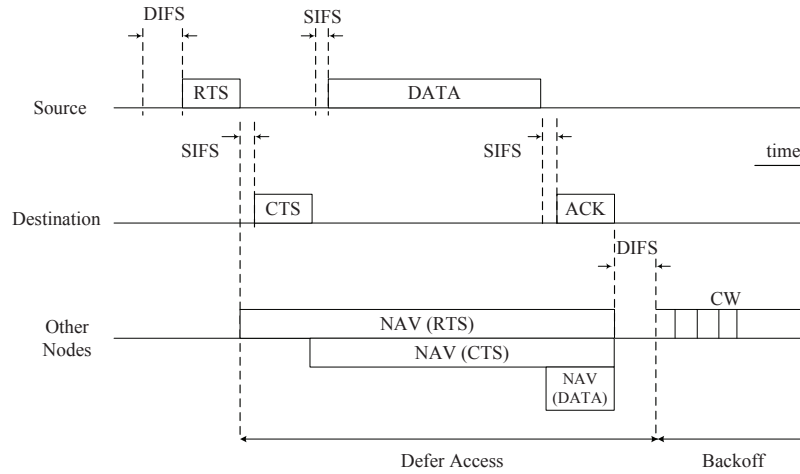 DIFS
SIFS
RTS
DATA
Source
SIFS
SIFS
time
CTS
ACK
Destination
DIFS
CW
NAV (RTS)
Other
Nodes
NAV (CTS)
NAV
(DATA)
Defer Access
Backoff